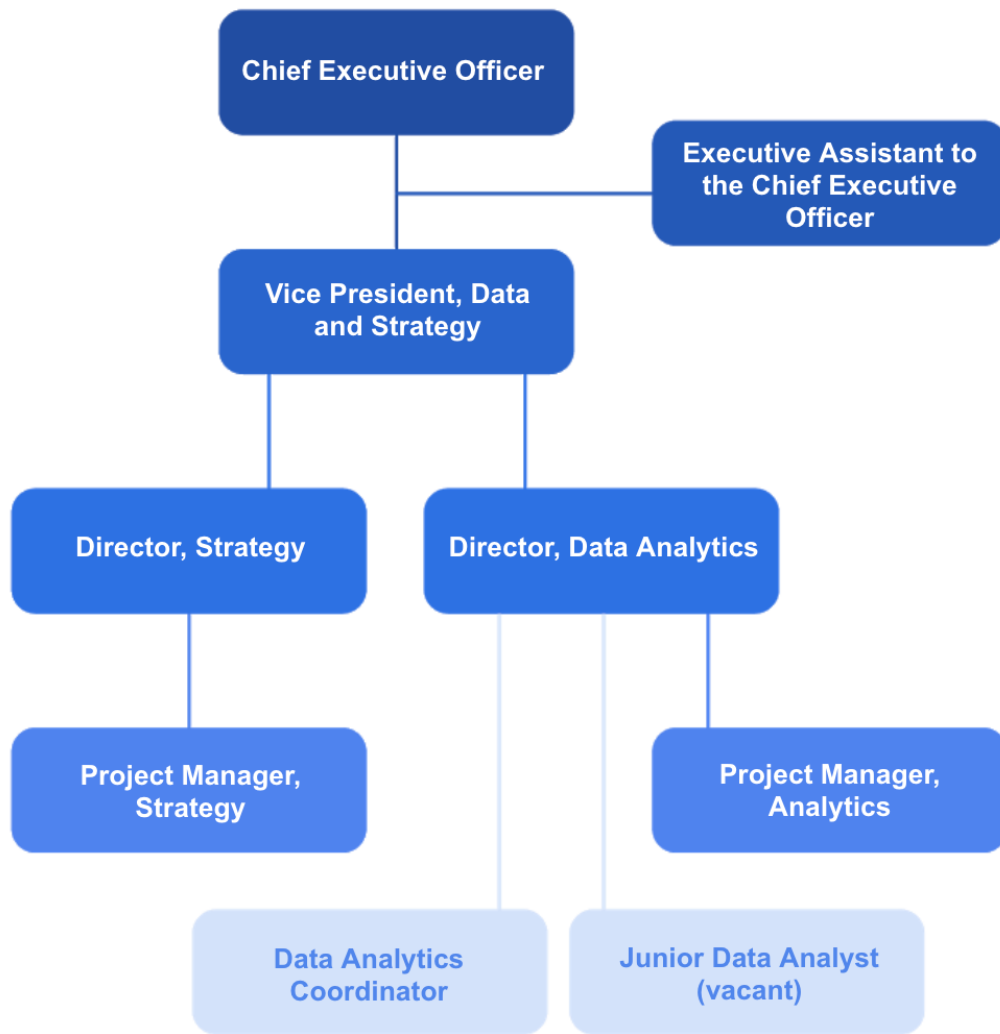 Chief Executive Officer
Executive Assistant to
the Chief Executive
Officer
Vice President, Data
and Strategy
Director, Strategy
Director, Data Analytics
Project Manager,
Strategy
Project Manager,
Analytics
Data Analytics
Coordinator
Junior Data Analyst
(vacant)